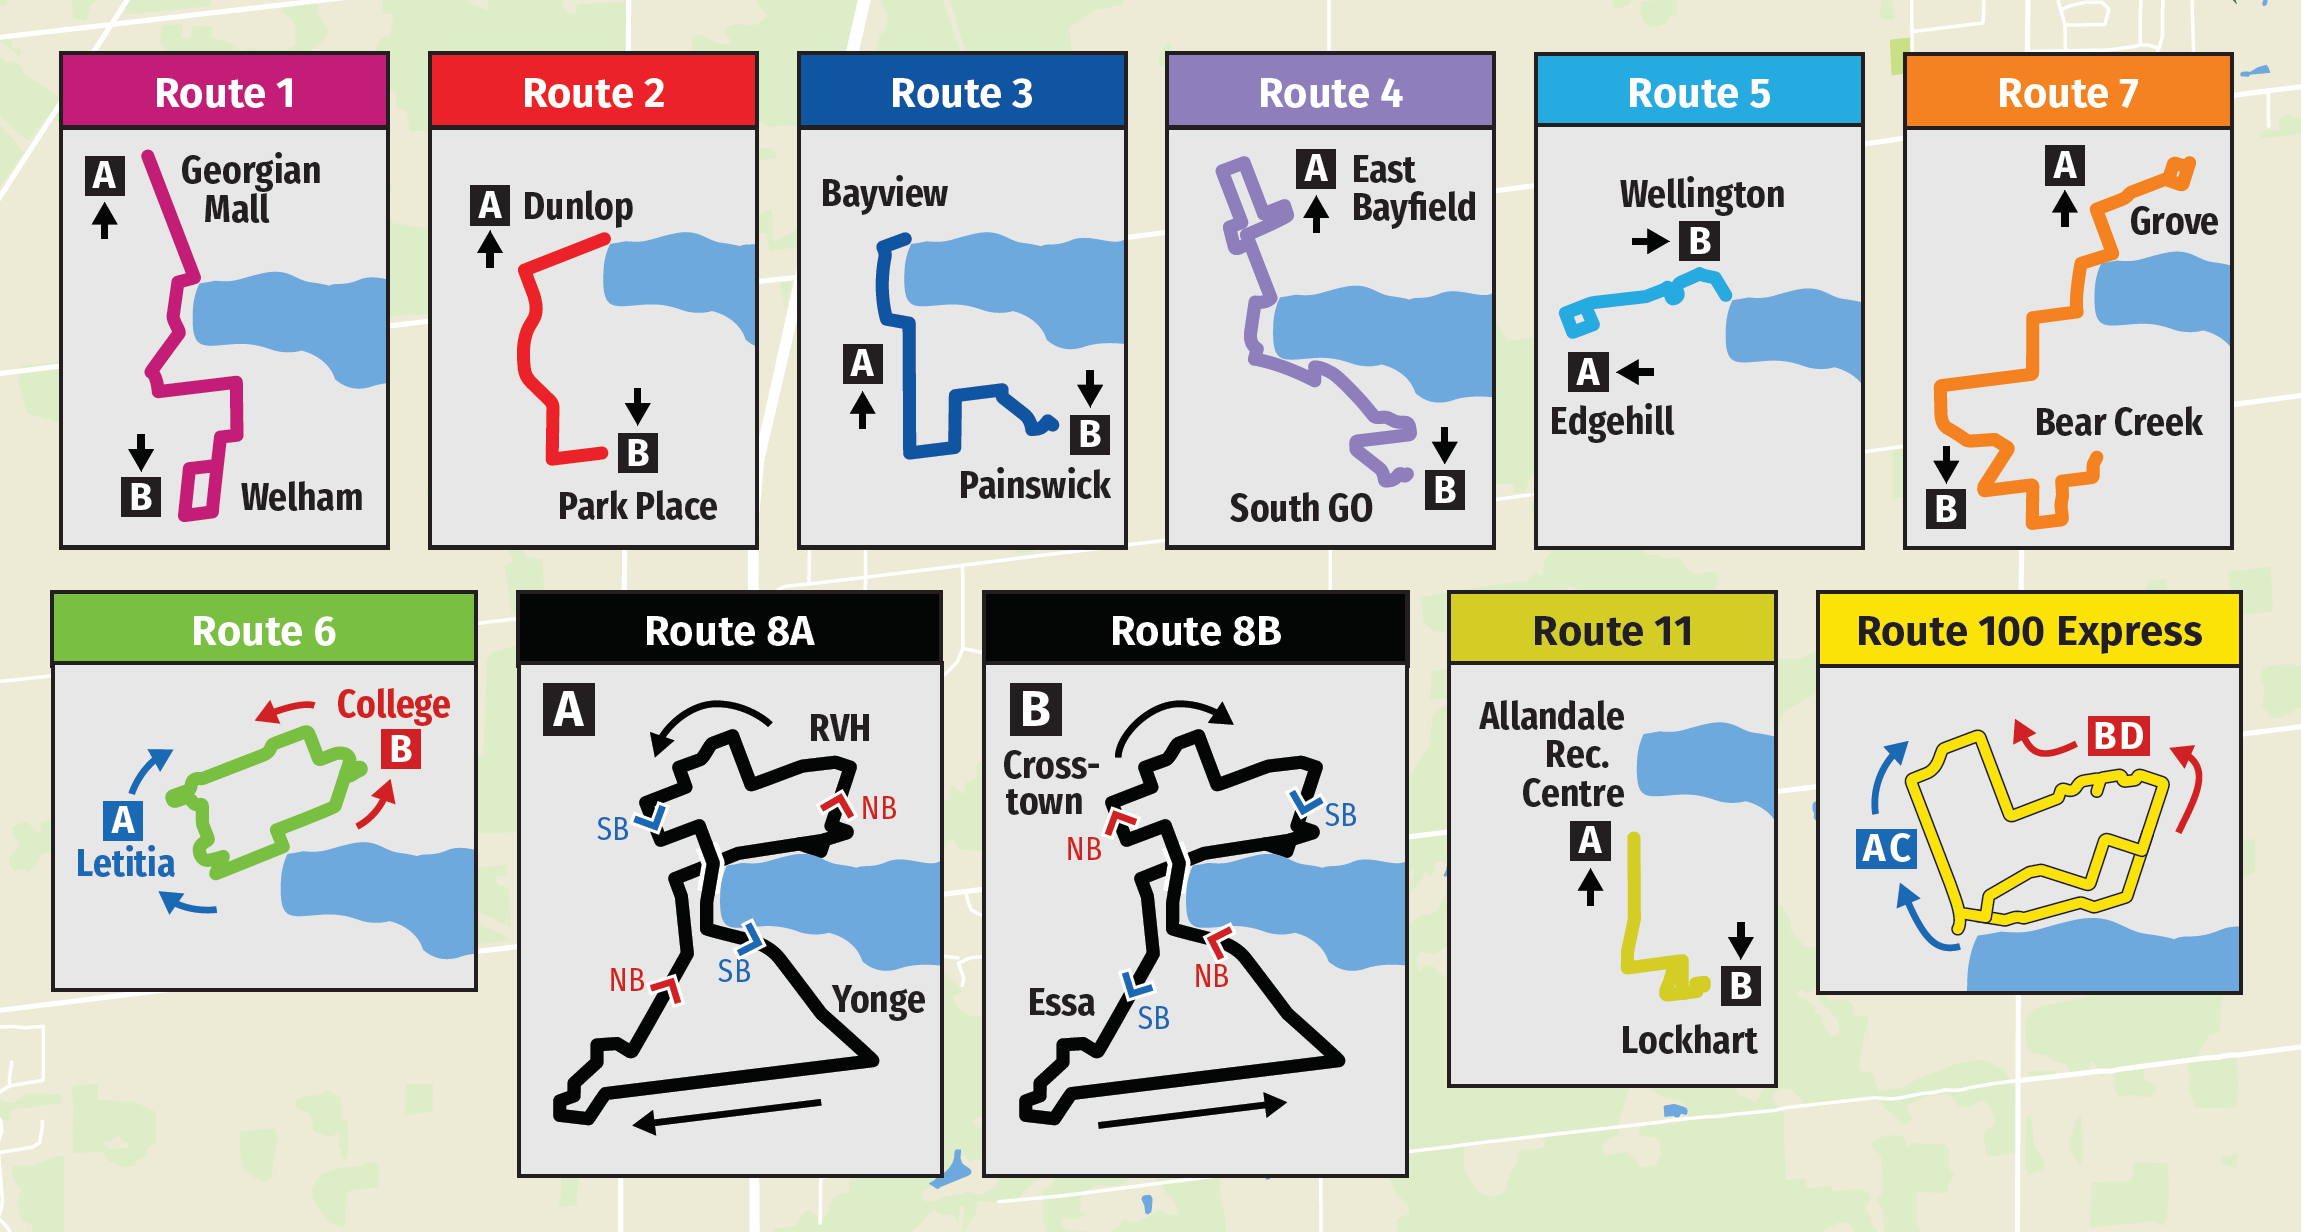 Route 1
A
Georgian
Mall
B
Welham
Route 2
A Dunlop
B
Park Place
Route 3
Bayview
A
B
Painswick
Route 4
A East
Bayfield
B
South GO
Route 5
Wellington
B
A
Edgehill
Route 7
A
Grove
Bear Creek
B
Route 6
College
B
A
Letitia
Route 8A
A
RVH
NB
SB
SB
NB
Yonge
Route 8B
B
Cross-
town
SB
NB
NB
Essa
SB
Route 11
Allandale
Rec.
Centre
A
B
Lockhart
Route 100 Express
BD
AC